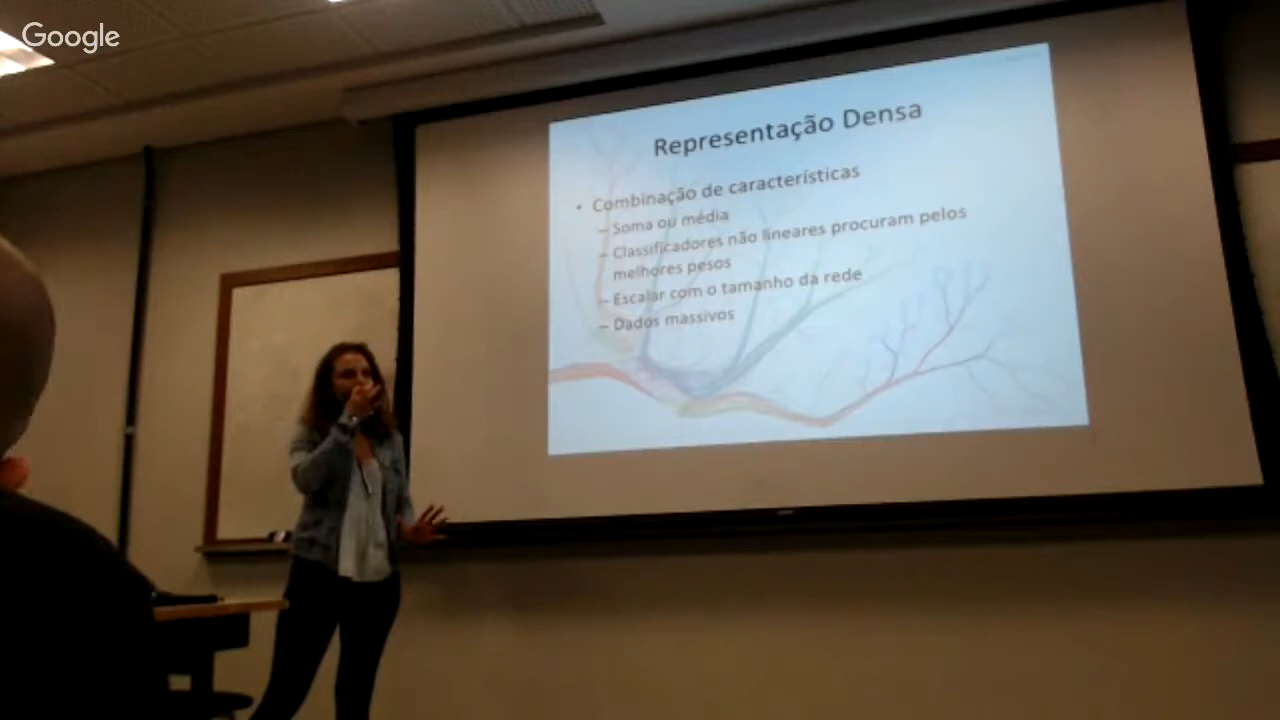 Google
Representação Densa
• Combinação de características
– Soma ou média
– Classificadores não lineares procuram pelos
melhores pesos
– Escalar com o tamanho da rede
– Dados massivos